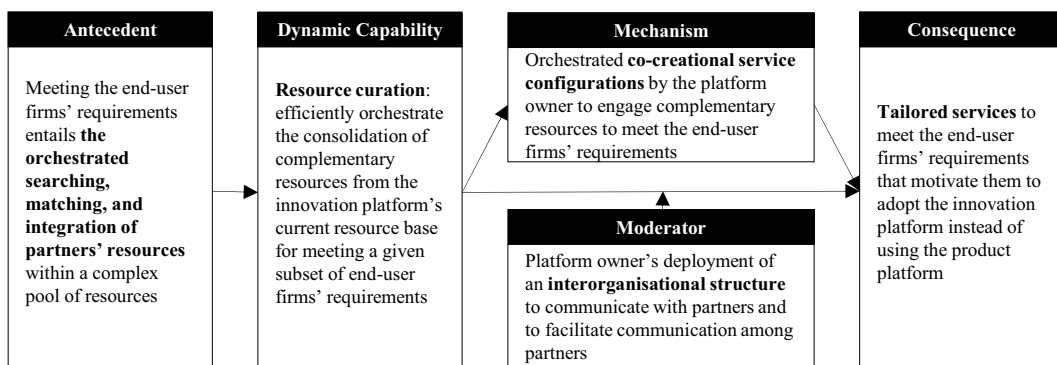 Antecedent
Meeting the end-user
firms' requirements
entails the
orchestrated
searching,
matching, and
integration of
partners' resources
within a complex
pool of resources
Dynamic Capability
Resource curation:
efficiently orchestrate
the consolidation of
complementary
resources from the
innovation platform's
current resource base
for meeting a given
subset of end-user
firms' requirements
Mechanism
Orchestrated co-creational service
configurations by the platform
owner to engage complementary
resources to meet the end-user
firms' requirements
Moderator
Platform owner's deployment of
an interorganisational structure
to communicate with partners and
to facilitate communication among
partners
Consequence
Tailored services to
meet the end-user
firms' requirements
that motivate them to
adopt the innovation
platform instead of
using the product
platform